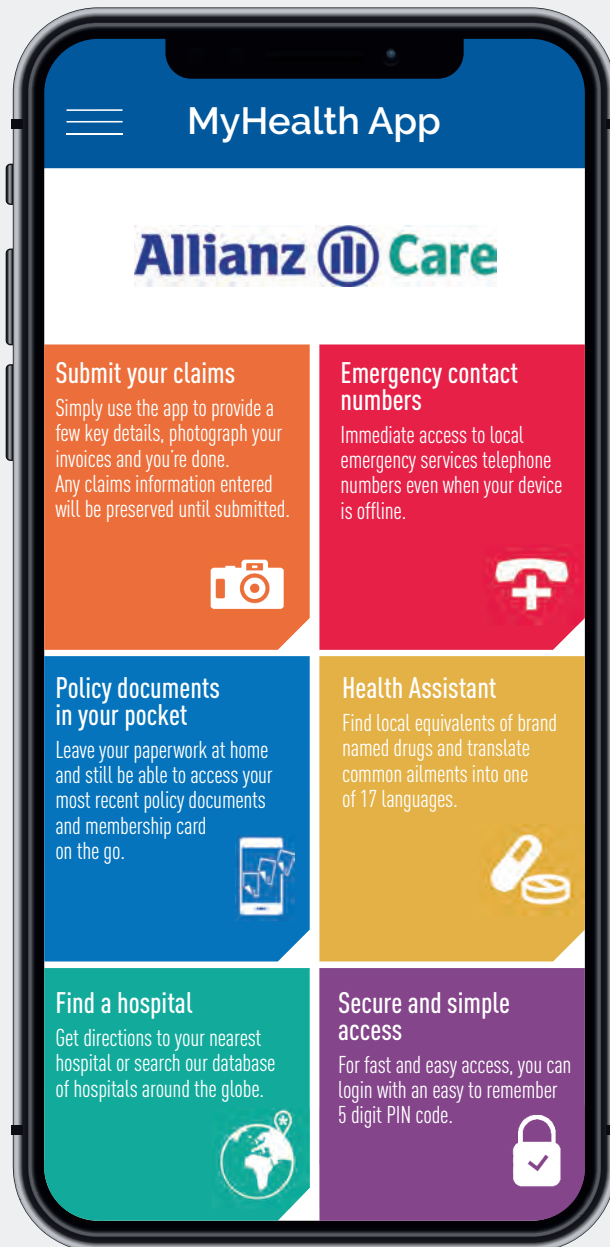 MyHealth App
Allianz Care
Submit your claims
Simply use the app to provide a
few key details, photograph your
invoices and you're done.
Any claims information entered
will be preserved until submitted.
Emergency contact
numbers
Immediate access to local
emergency services telephone
numbers even when your device
is offline.
Policy documents
in your pocket
Leave your paperwork at home
and still be able to access your
most recent policy documents
and membership card
on the go.
Health Assistant
Find local equivalents of brand
named drugs and translate
common ailments into one
of 17 languages.
Find a hospital
Get directions to your nearest
hospital or search our database
of hospitals around the globe.
Secure and simple
access
For fast and easy access, you can
login with an easy to remember
5 digit PIN code.